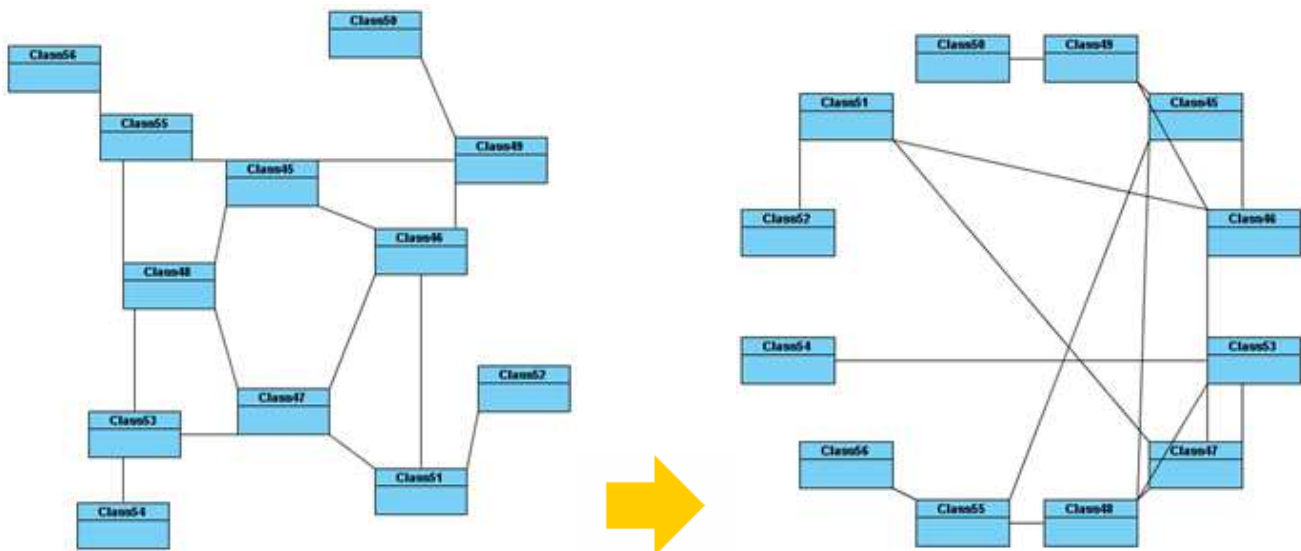 Class50
Class56
Class55
Class49
Class45
Class46
Class48
Class52
Class47
Class53
Class51
Class54
Class50
Class49
Class51
Class45
Class52
Class46
Class54
Class53
Class56
Class47
Class55
Class48